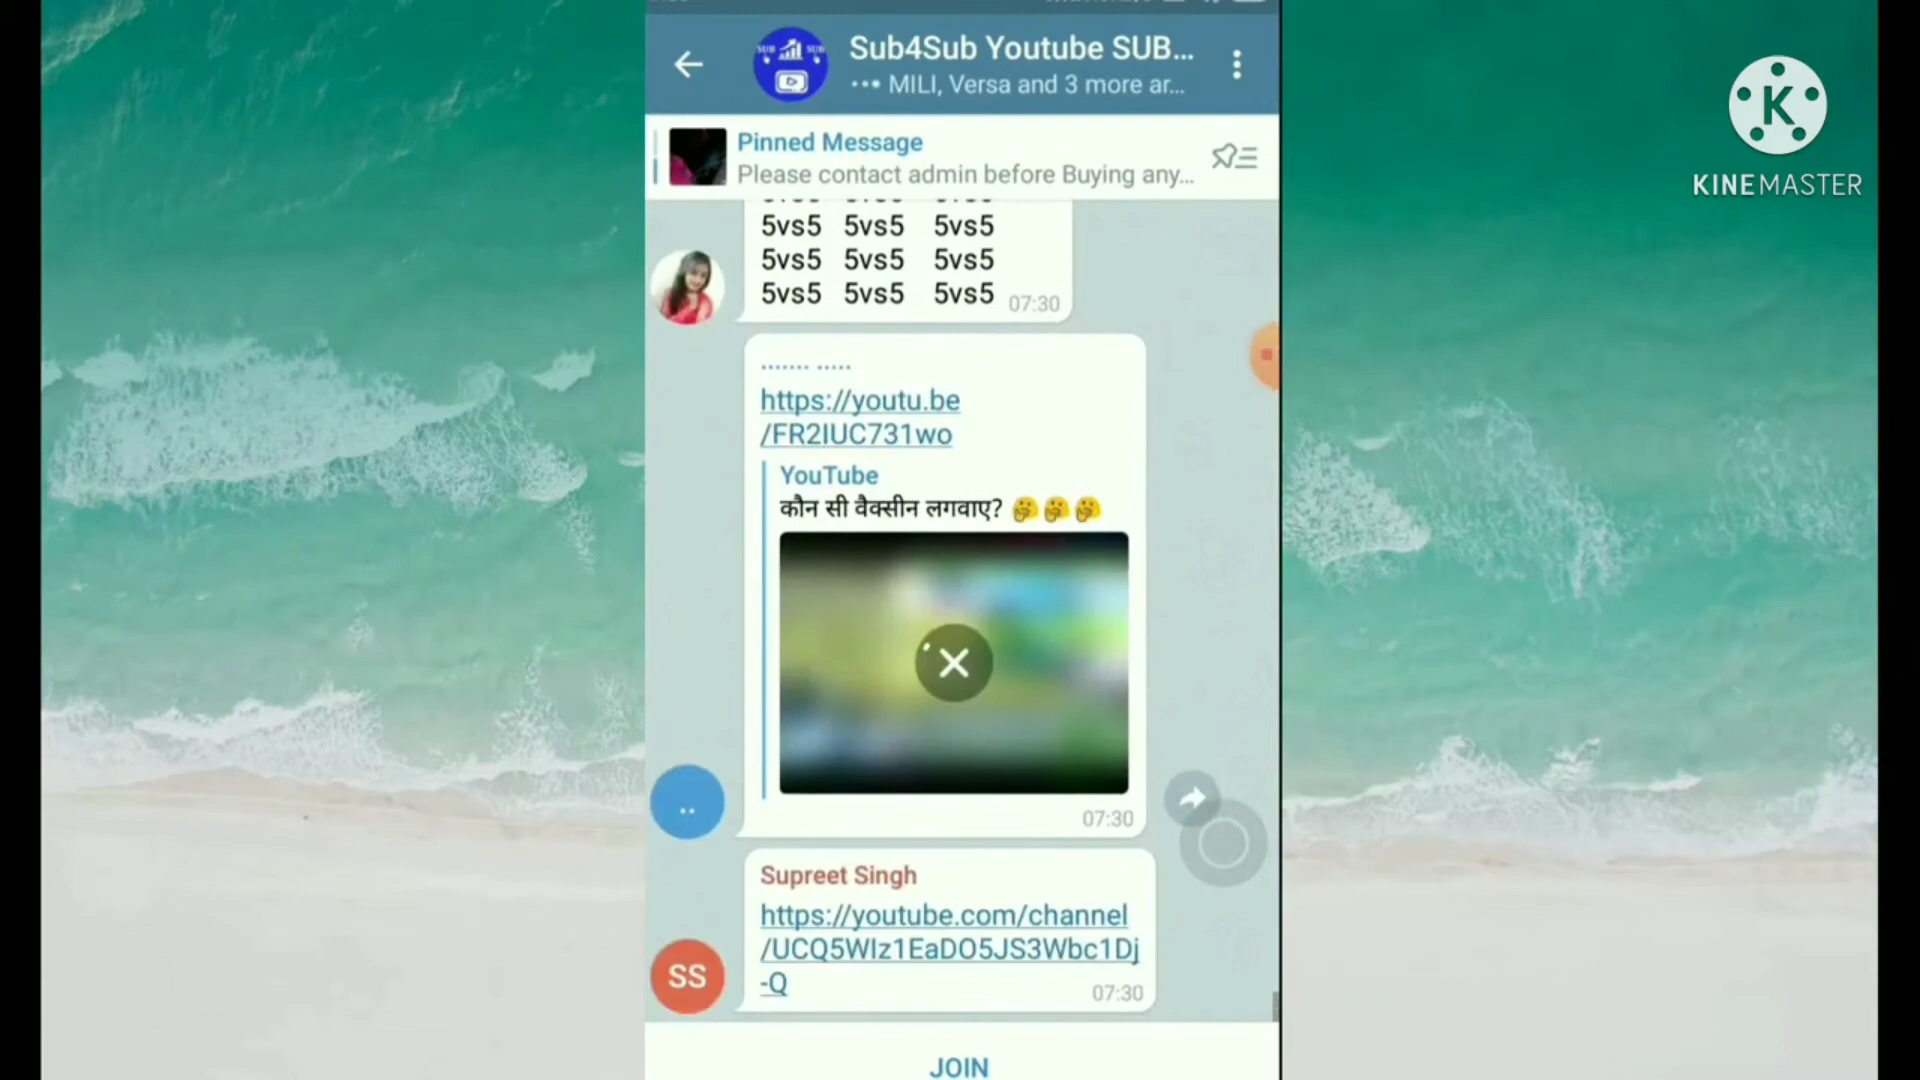 Sub4Sub Youtube SUB...
MILI, Versa and 3 more ar...
Pinned Message
Please contact admin before Buying any...
5vs5 5vs5 5vs5
5vs5 5vs5 5vs5
5vs5 5vs5 5vs5
07:30
....... .....
https://youtu.be
/FR2IUC731wo
YouTube
कौन सी वैक्सीन लगवाए? 🤔🤔🤔
07:30
Supreet Singh
https://youtube.com/channel
/UCQ5WIz1EaDO5JS3Wbc1Dj
-Q
07:30
SS
JOIN
SUB SUB
K
KINEMASTER